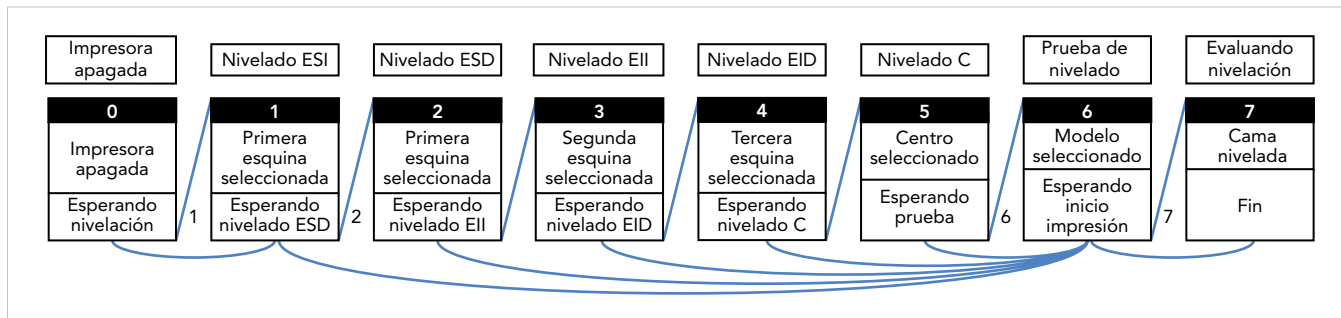 Impresora
apagada
Nivelado ESI
Nivelado ESD
Nivelado EII
Nivelado EID
Nivelado C
Prueba de
nivelado
Evaluando
nivelación
0
1
2
3
4
5
6
7
Impresora
apagada
Primera
esquina
seleccionada
Primera
esquina
seleccionada
Segunda
esquina
seleccionada
Tercera
esquina
seleccionada
Centro
seleccionado
Modelo
seleccionado
Cama
nivelada
Esperando
nivelación
1
Esperando
nivelado ESD
2
Esperando
nivelado EII
Esperando
nivelado EID
Esperando
nivelado C
Esperando
prueba
6
Esperando
inicio
impresión
7
Fin